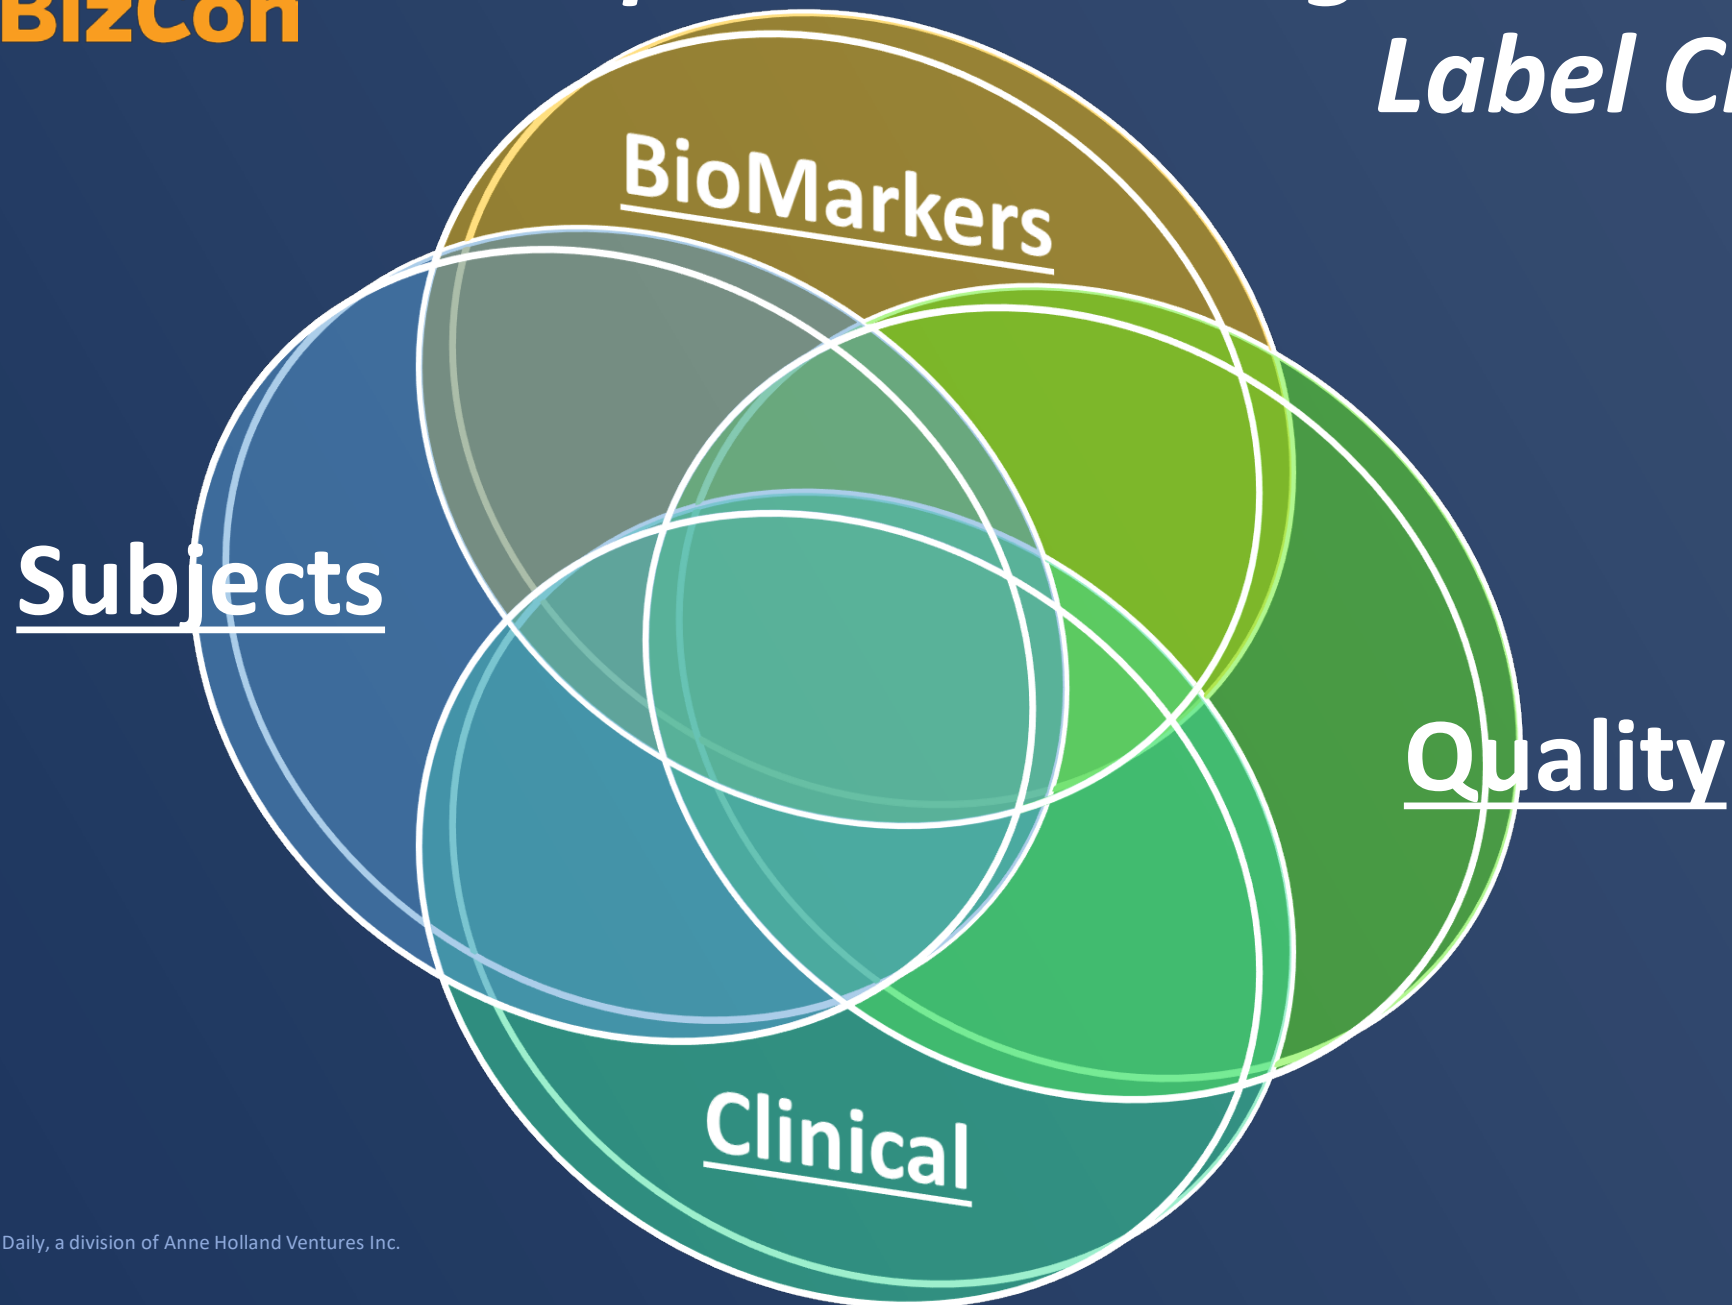 BizCon
Label
BioMarkers
Subjects
Quality
Clinical
Daily, a division of Anne Holland Ventures Inc.